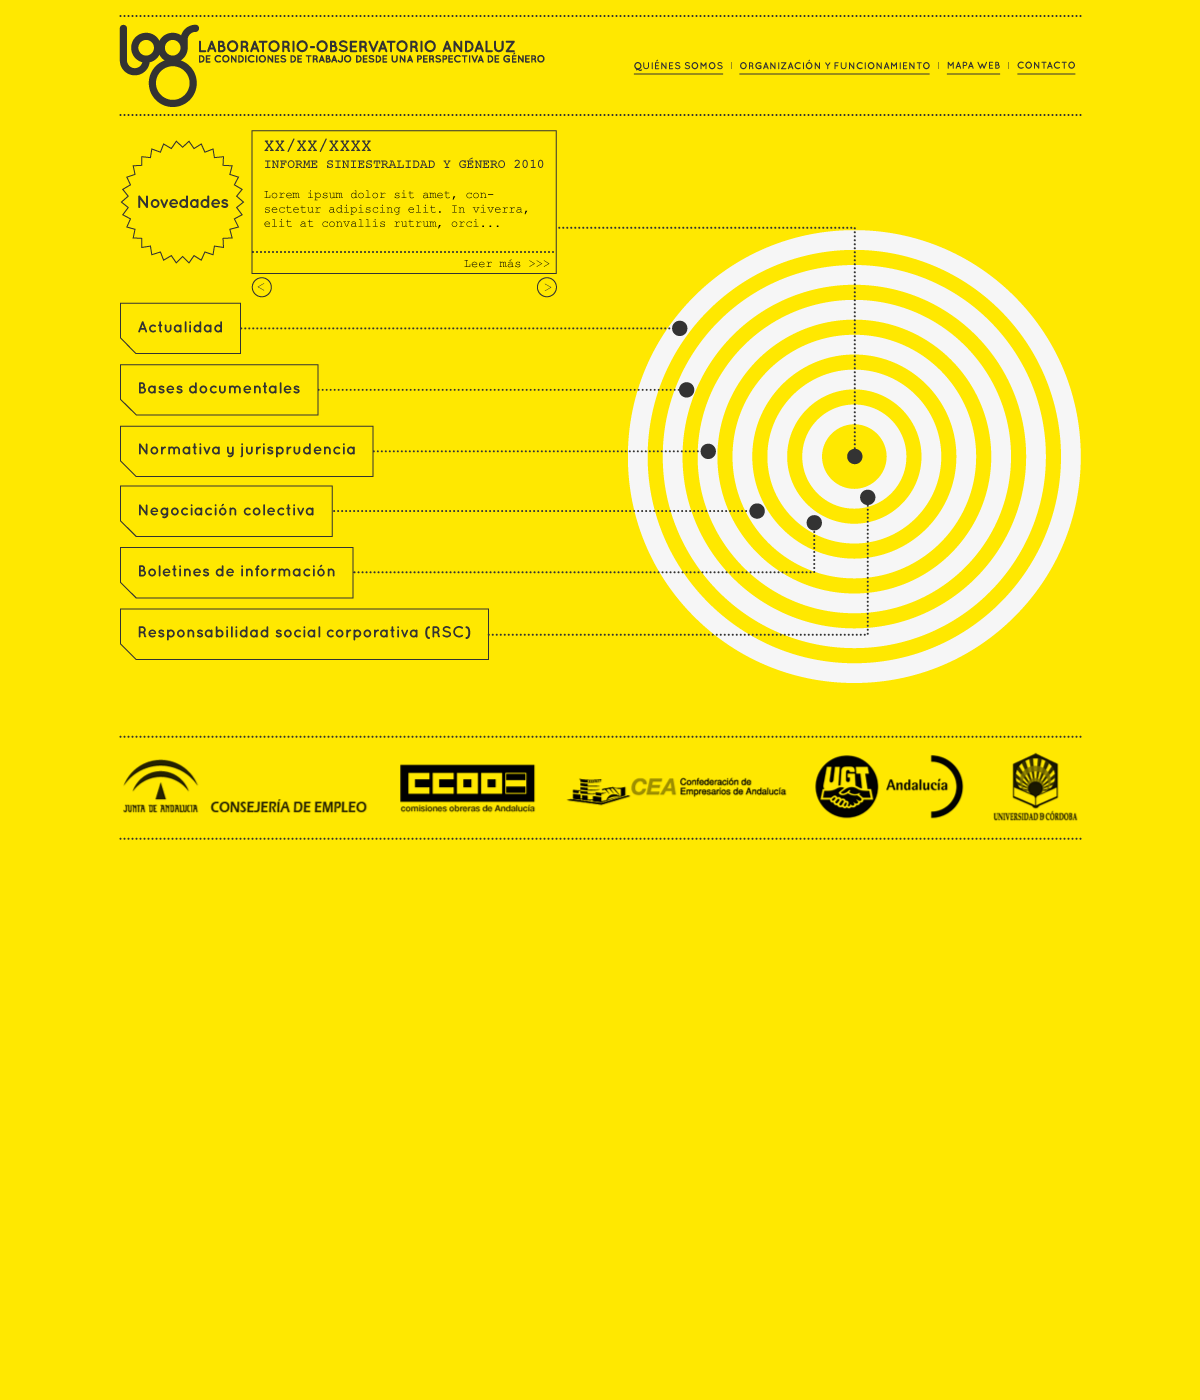 log
LABORATORIO-OBSERVATORIO ANDALUZ
DE CONDICIONES DE TRABAJO DESDE UNA PERSPECTIVA DE GÉNERO
QUIÉNES SOMOS | ORGANIZACIÓN Y FUNCIONAMIENTO | MAPA WEB | CONTACTO
Novedades
XX/XX/XXXX
INFORME SINIESTRALIDAD Y GÉNERO 2010
Lorem ipsum dolor sit amet, con-
sectetur adipiscing elit. In viverra,
elit at convallis rutrum, orci...
Leer más >>>
< >
Actualidad
Bases documentales
Normativa y jurisprudencia
Negociación colectiva
Boletines de información
Responsabilidad social corporativa (RSC)
JUNTA DE ANDALUCIA
CONSEJERÍA DE EMPLEO
CCOO
comisiones obreras de Andalucía
CEA
Confederación de
Empresarios de Andalucía
UGT
Andalucía
UNIVERSIDAD D CÓRDOBA